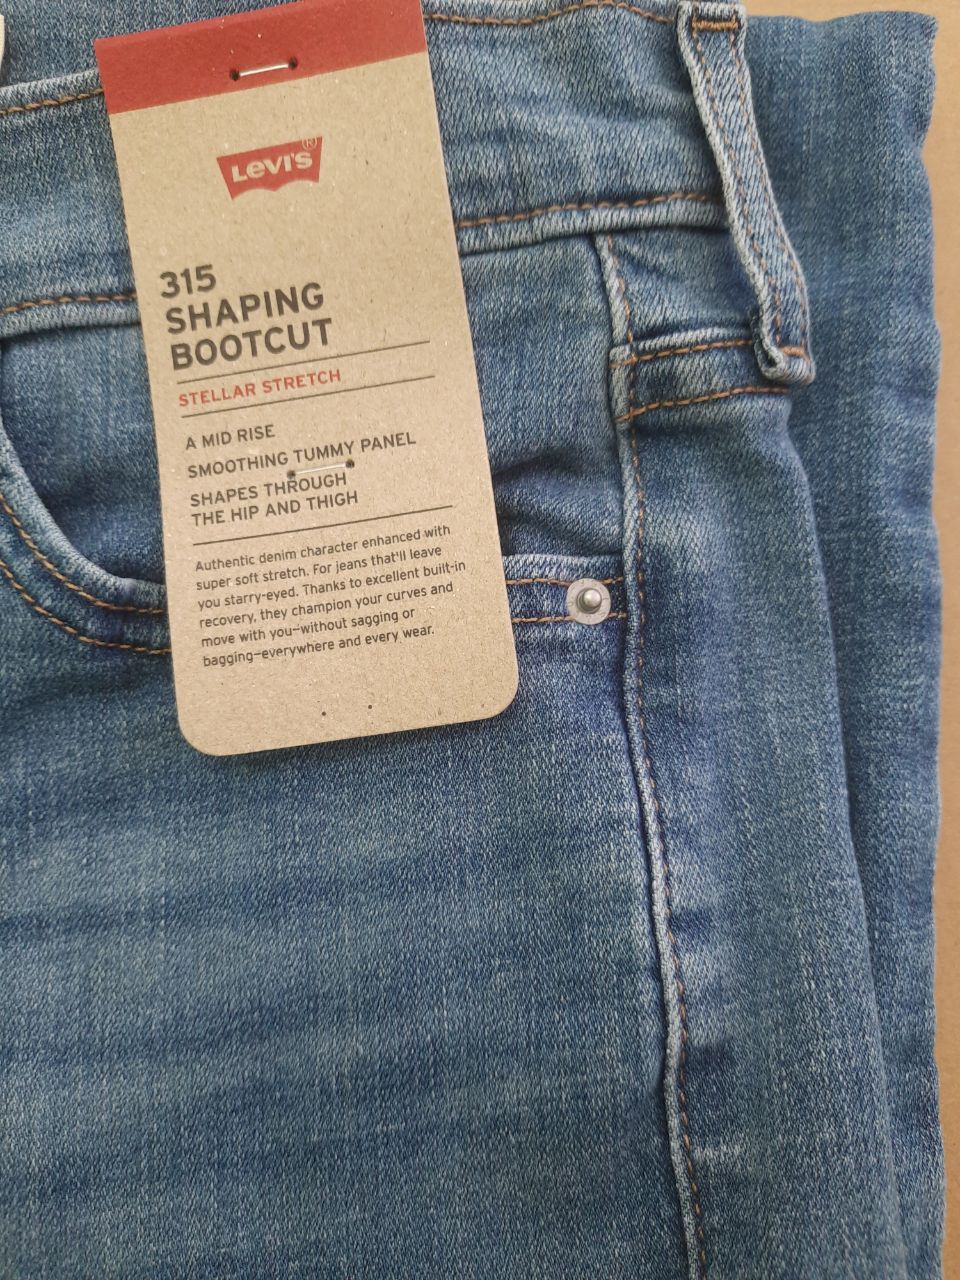 Levi's®
315
SHAPING
BOOTCUT
STELLAR STRETCH
A MID RISE
SMOOTHING TUMMY PANEL
SHAPES THROUGH
THE HIP AND THIGH
Authentic denim character enhanced with
super soft stretch. For jeans that'll leave
you starry-eyed. Thanks to excellent built-in
recovery, they champion your curves and
move with you—without sagging or
bagging—everywhere and every wear.